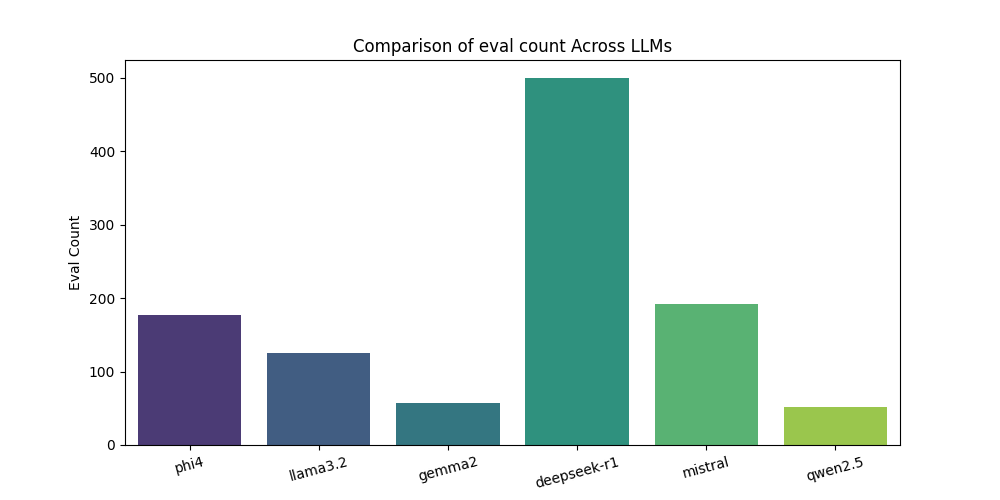 Comparison of eval count Across LLMs
Eval Count
500
400
300
200
100
0
phi4
llama3.2
gemma2
deepseek-r1
mistral
qwen2.5